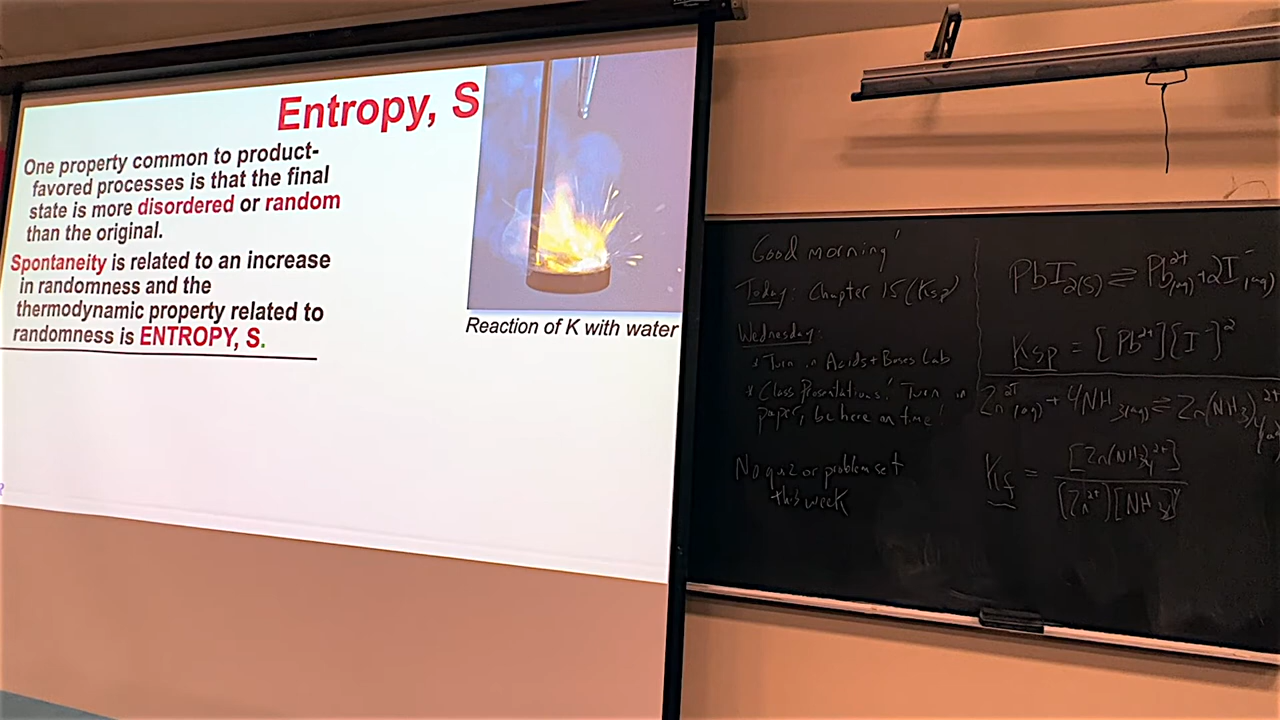 Entropy, S
One property common to product-
favored processes is that the final
state is more disordered or random
than the original.
Spontaneity is related to an increase
in randomness and the
thermodynamic property related to
randomness is ENTROPY, S.
Reaction of K with water
Good morning!
Today: Chapter 15 (Ksp)
Wednesday:
* Turn in Acids + Bases Lab
* Class Presentations! Turn in
paper, be here on time!
No quiz or problem set
this week
PbI₂(s) ⇌ Pb²⁺(aq) + 2I⁻(aq)
Ksp = [Pb²⁺][I⁻]²
Zn²⁺(aq) + 4NH₃(aq) ⇌ Zn(NH₃)₄²⁺
Kf = [Zn(NH₃)₄²⁺]
[Zn²⁺][NH₃]⁴